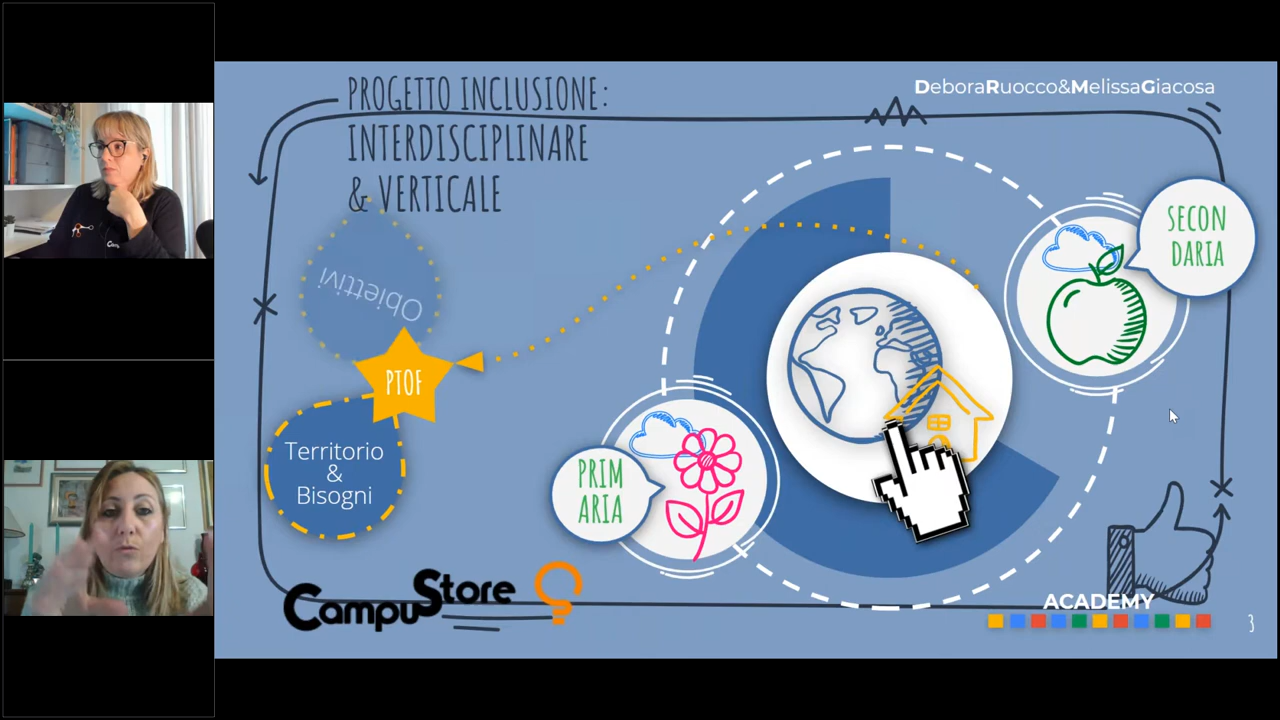 PROGETTO INCLUSIONE:
INTERDISCIPLINARE
& VERTICALE
DeboraRuocco&MelissaGiacosa
SECON
DARIA
Obiettivi
PTOF
Territorio
&
Bisogni
PRIM
ARIA
CampuStore
ACADEMY
3